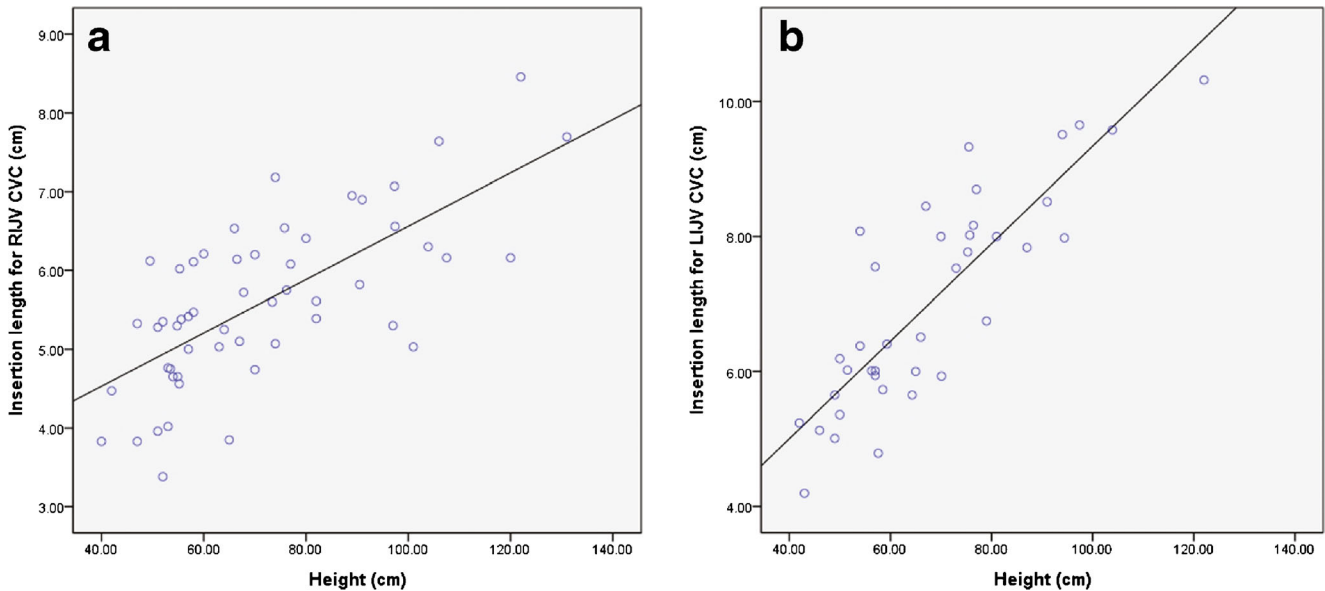 a
9.00
8.00
7.00
6.00
5.00
4.00
3.00
Insertion length for RIJV CVC (cm)
40.00 60.00 80.00 100.00 120.00 140.00
Height (cm)
b
10.00
8.00
6.00
4.00
Insertion length for LIJV CVC (cm)
40.00 60.00 80.00 100.00 120.00 140.00
Height (cm)